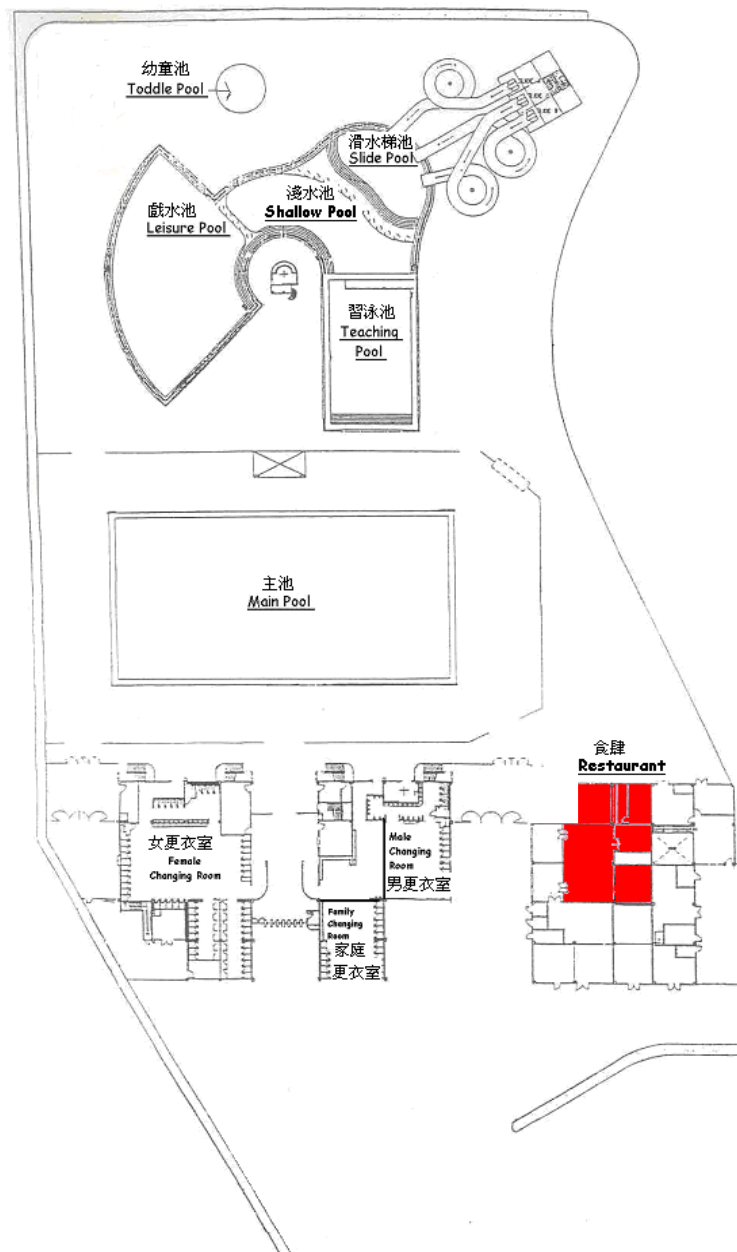 幼童池
Toddle Pool
滑水梯池
Slide Pool
淺水池
Shallow Pool
戲水池
Leisure Pool
習泳池
Teaching
Pool
主池
Main Pool
食肆
Restaurant
女更衣室
Female
Changing Room
Male
Changing
Room
男更衣室
Family
Changing
Room
家庭
更衣室